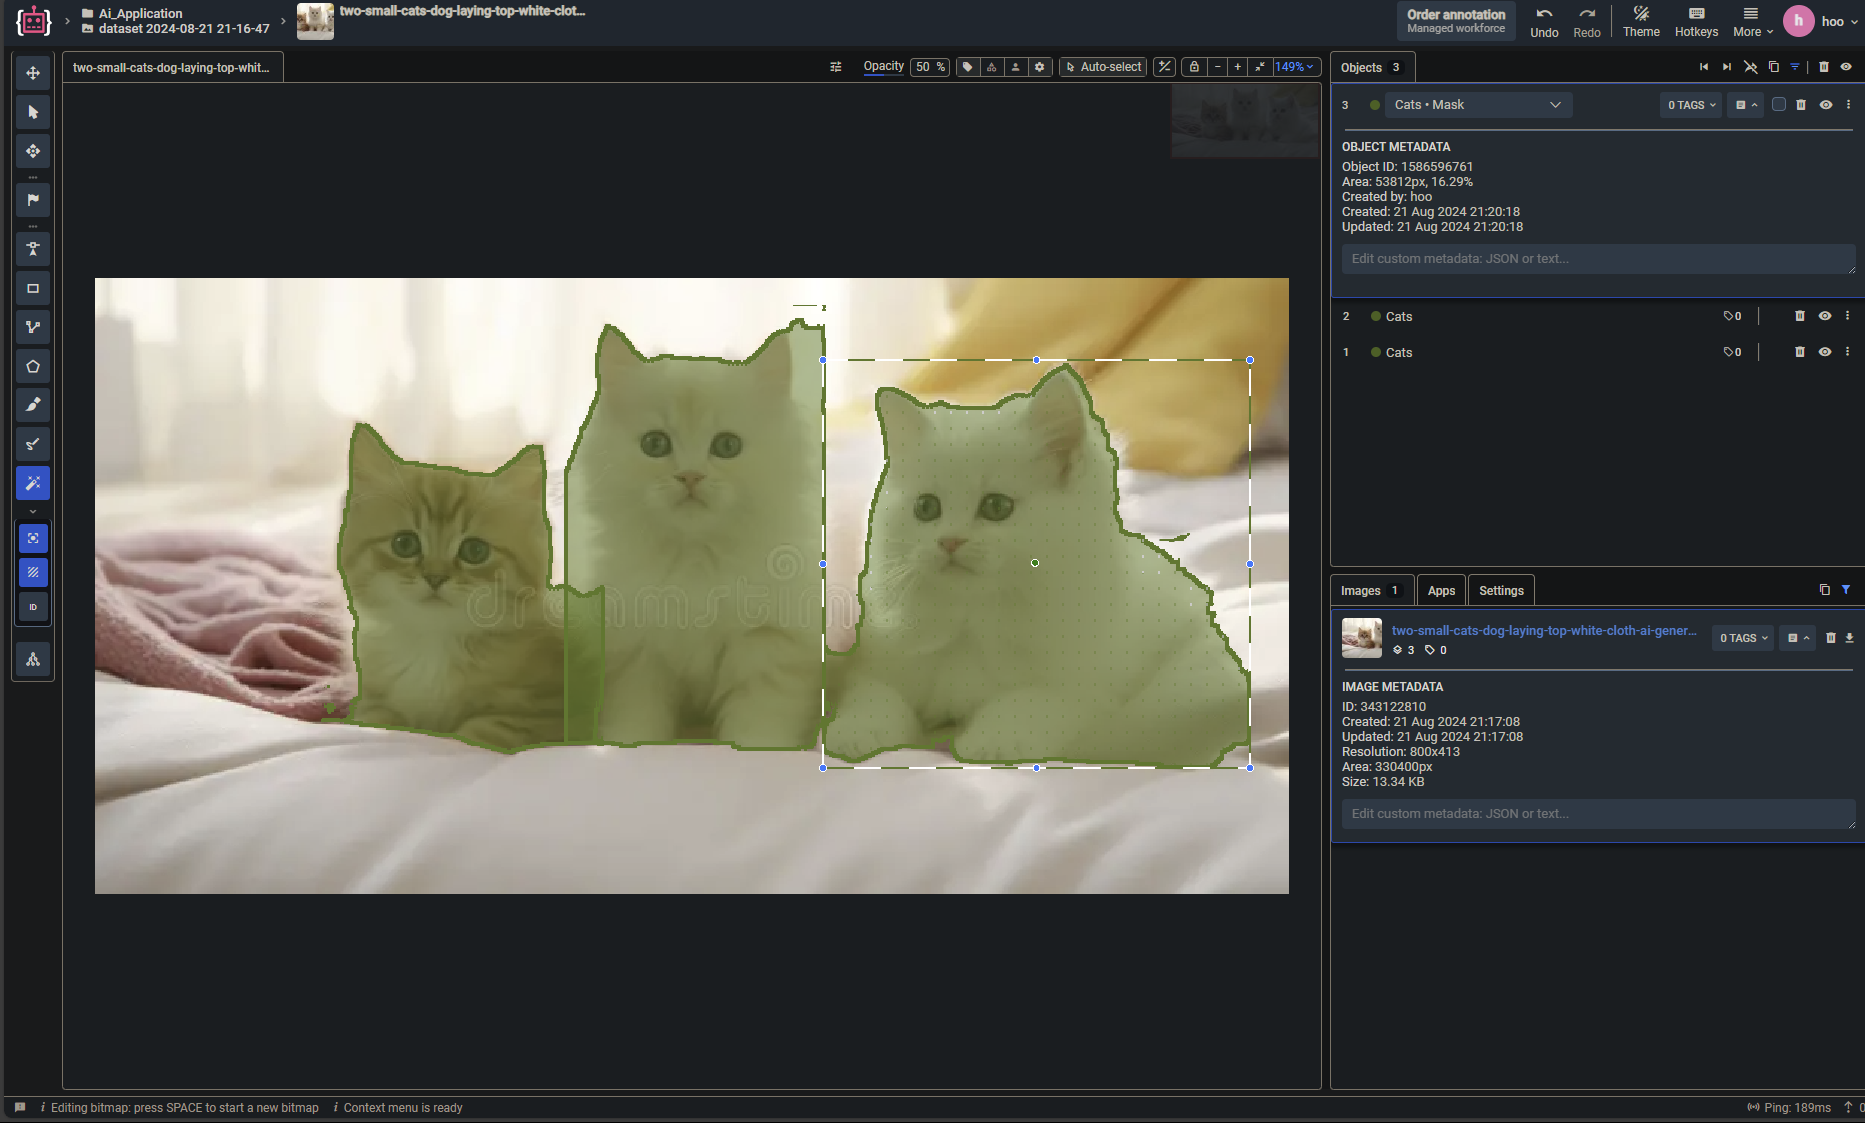 Ai_Application
dataset 2024-08-21 21-16-47
two-small-cats-dog-laying-top-white-clot...
Order annotation
Managed workforce
Undo
Redo
Theme
Hotkeys
More
h
hoo
two-small-cats-dog-laying-top-whit...
Opacity
50 %
Auto-select
149%
Objects 3
3
Cats • Mask
0 TAGS
OBJECT METADATA
Object ID: 1586596761
Area: 53812px, 16.29%
Created by: hoo
Created: 21 Aug 2024 21:20:18
Updated: 21 Aug 2024 21:20:18
Edit custom metadata: JSON or text...
2 Cats 0
1 Cats 0
ID
dreamstime
Images 1
Apps
Settings
two-small-cats-dog-laying-top-white-cloth-ai-gener...
3 0
0 TAGS
IMAGE METADATA
ID: 343122810
Created: 21 Aug 2024 21:17:08
Updated: 21 Aug 2024 21:17:08
Resolution: 800x413
Area: 330400px
Size: 13.34 KB
Edit custom metadata: JSON or text...
i Editing bitmap: press SPACE to start a new bitmap
i Context menu is ready
Ping: 189ms
0